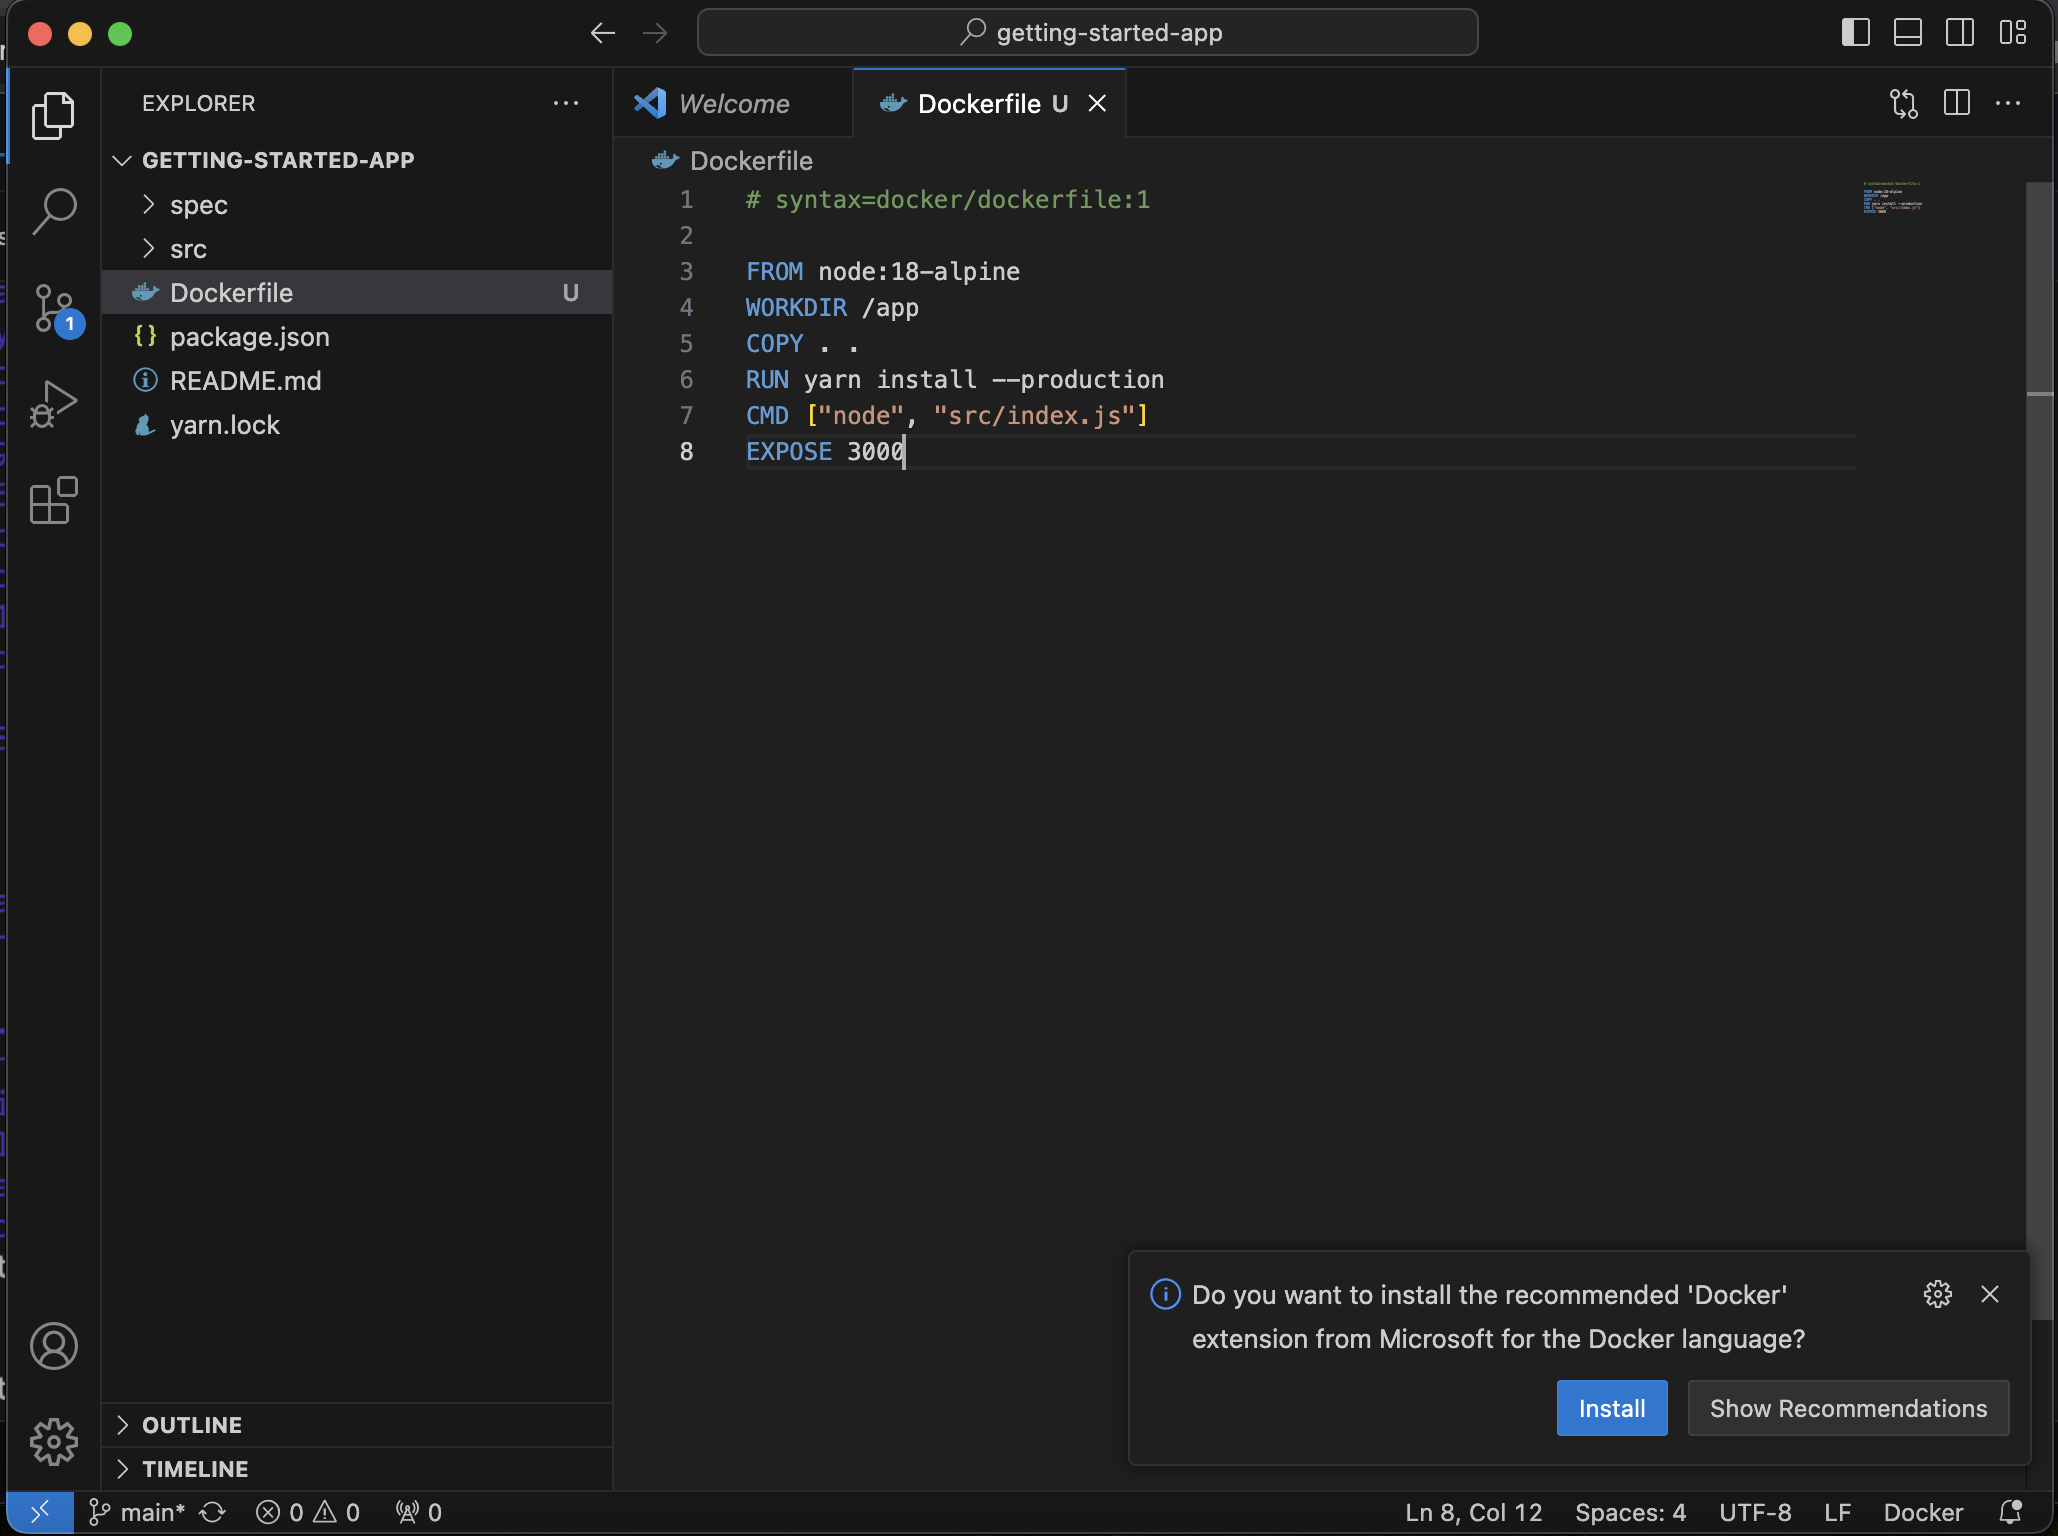 getting-started-app
EXPLORER
Welcome
Dockerfile U
GETTING-STARTED-APP
Dockerfile
spec
src
Dockerfile U
package.json
README.md
yarn.lock
1
1 # syntax=docker/dockerfile:1
2
3 FROM node:18-alpine
4 WORKDIR /app
5 COPY . .
6 RUN yarn install --production
7 CMD ["node", "src/index.js"]
8 EXPOSE 3000
Do you want to install the recommended 'Docker'
extension from Microsoft for the Docker language?
Install
Show Recommendations
OUTLINE
TIMELINE
main* 0 0 0
Ln 8, Col 12 Spaces: 4 UTF-8 LF Docker